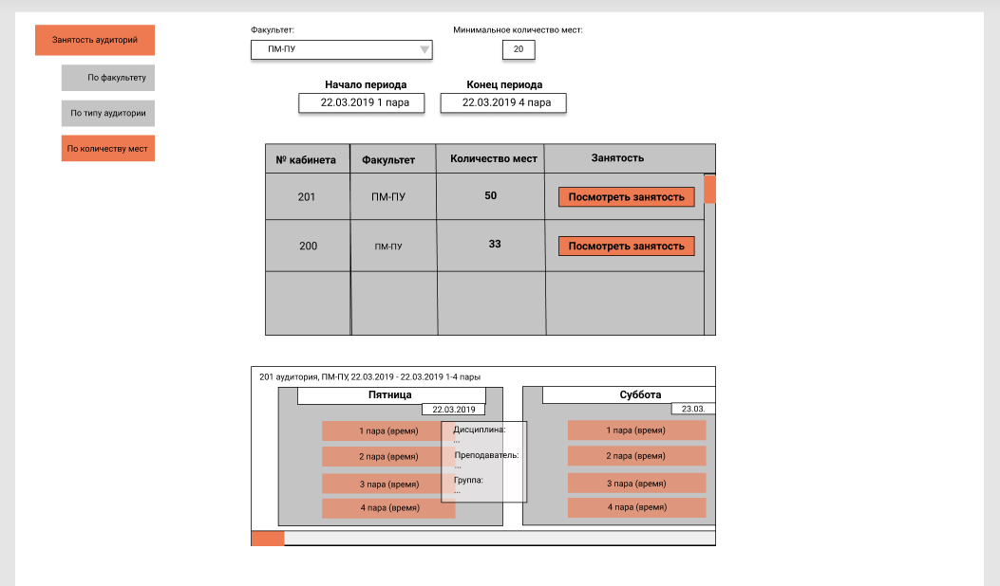 Занятость аудиторий
По факультету
По типу аудитории
По количеству мест
Факультет:
ПМ-ПУ
Минимальное количество мест:
20
Начало периода
22.03.2019 1 пара
Конец периода
22.03.2019 4 пара
№ кабинета Факультет Количество мест Занятость
201 ПМ-ПУ 50 Посмотреть занятость
200 ПМ-ПУ 33 Посмотреть занятость
201 аудитория, ПМ-ПУ, 22.03.2019 - 22.03.2019 1-4 пары
Пятница
22.03.2019
1 пара (время)
2 пара (время)
3 пара (время)
4 пара (время)
Дисциплина:
...
Преподаватель:
...
Группа:
...
Суббота
23.03.
1 пара (время)
2 пара (время)
3 пара (время)
4 пара (время)